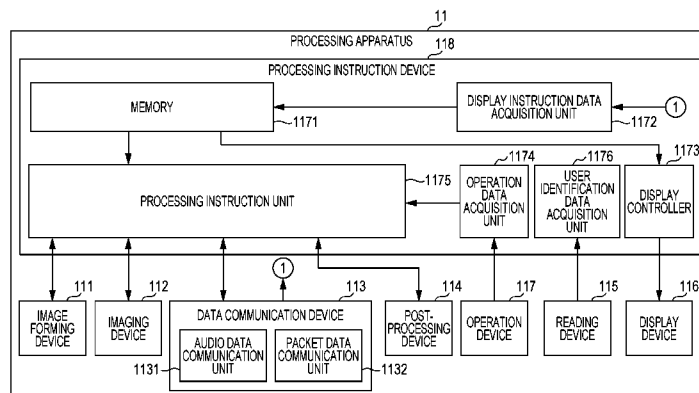 11
PROCESSING APPARATUS
118
PROCESSING INSTRUCTION DEVICE
MEMORY
1171
DISPLAY INSTRUCTION DATA
ACQUISITION UNIT
1172
1
1175
PROCESSING INSTRUCTION UNIT
1174
OPERATION
DATA
ACQUISITION
UNIT
1176
USER
IDENTIFICATION
DATA
ACQUISITION
UNIT
1173
DISPLAY
CONTROLLER
1
111
IMAGE
FORMING
DEVICE
112
IMAGING
DEVICE
113
DATA COMMUNICATION DEVICE
AUDIO DATA
COMMUNICATION
UNIT
1131
PACKET DATA
COMMUNICATION
UNIT
1132
114
POST-
PROCESSING
DEVICE
117
OPERATION
DEVICE
115
READING
DEVICE
116
DISPLAY
DEVICE